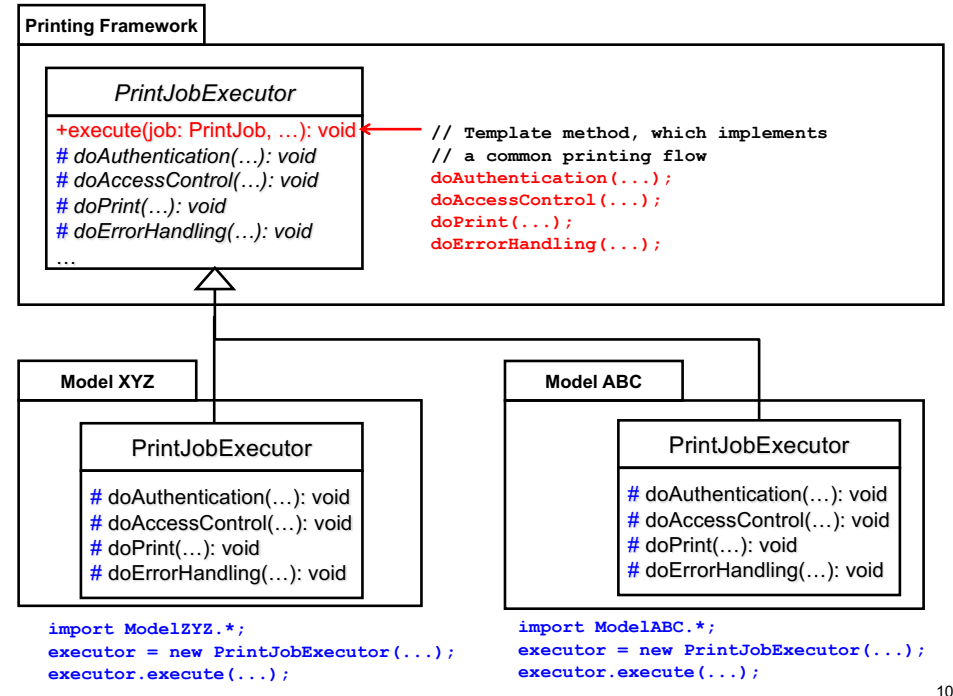 Printing Framework
PrintJobExecutor
+execute(job: PrintJob, …): void
# doAuthentication(…): void
# doAccessControl(…): void
# doPrint(…): void
# doErrorHandling(…): void
…
// Template method, which implements
// a common printing flow
doAuthentication(...);
doAccessControl(...);
doPrint(...);
doErrorHandling(...);
Model XYZ
PrintJobExecutor
# doAuthentication(…): void
# doAccessControl(…): void
# doPrint(…): void
# doErrorHandling(…): void
import ModelZYZ.*;
executor = new PrintJobExecutor(...);
executor.execute(...);
Model ABC
PrintJobExecutor
# doAuthentication(…): void
# doAccessControl(…): void
# doPrint(…): void
# doErrorHandling(…): void
import ModelABC.*;
executor = new PrintJobExecutor(...);
executor.execute(...);
10